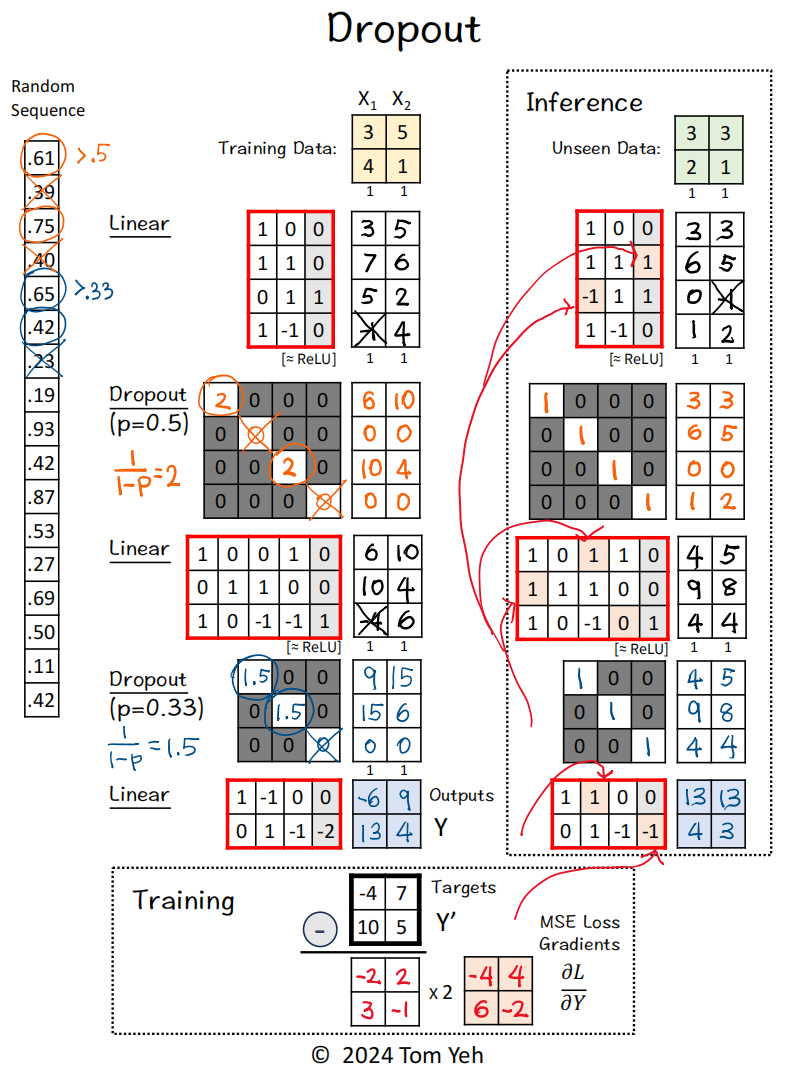 Dropout
Random
Sequence
.61 >.5
.39
.75
.40
.65 >.33
.42
.23
.19
.93
.42
.87
.53
.27
.69
.50
.11
.42
X₁ X₂
Training Data:
3 5
4 1
1 1
Linear
1 0 0
1 1 0
0 1 1
1 -1 0
[≈ ReLU]
3 5
7 6
5 2
-1 4
1 1
Dropout
(p=0.5)
1/(1-p) = 2
2 0 0 0
0 0 0
0 0 2 0
0 0 0
6 10
0 0
10 4
0 0
Linear
1 0 0 1 0
0 1 1 0 0
1 0 -1 -1 1
[≈ ReLU]
6 10
10 4
-4 6
1 1
Dropout
(p=0.33)
1/(1-p) = 1.5
1.5 0 0
0 1.5 0
0 0
9 15
15 6
0 0
1 1
Linear
1 -1 0 0
0 1 -1 -2
-6 9
13 4
Outputs
Y
Inference
Unseen Data:
3 3
2 1
1 1
1 0 0
1 1 1
-1 1 1
1 -1 0
[≈ ReLU]
3 3
6 5
0 -1
1 2
1 1
1 0 0 0
0 1 0 0
0 0 1 0
0 0 0 1
3 3
6 5
0 0
1 2
1 0 1 1 0
1 1 1 0 0
1 0 -1 0 1
[≈ ReLU]
4 5
9 8
4 4
1 1
1 0 0
0 1 0
0 0 1
4 5
9 8
4 4
1 1 0 0
0 1 -1 -1
13 13
4 3
Training
-
-4 7
10 5
Targets
Y'
-2 2
3 -1
X 2
-4 4
6 -2
MSE Loss
Gradients
∂L
∂Y
© 2024 Tom Yeh